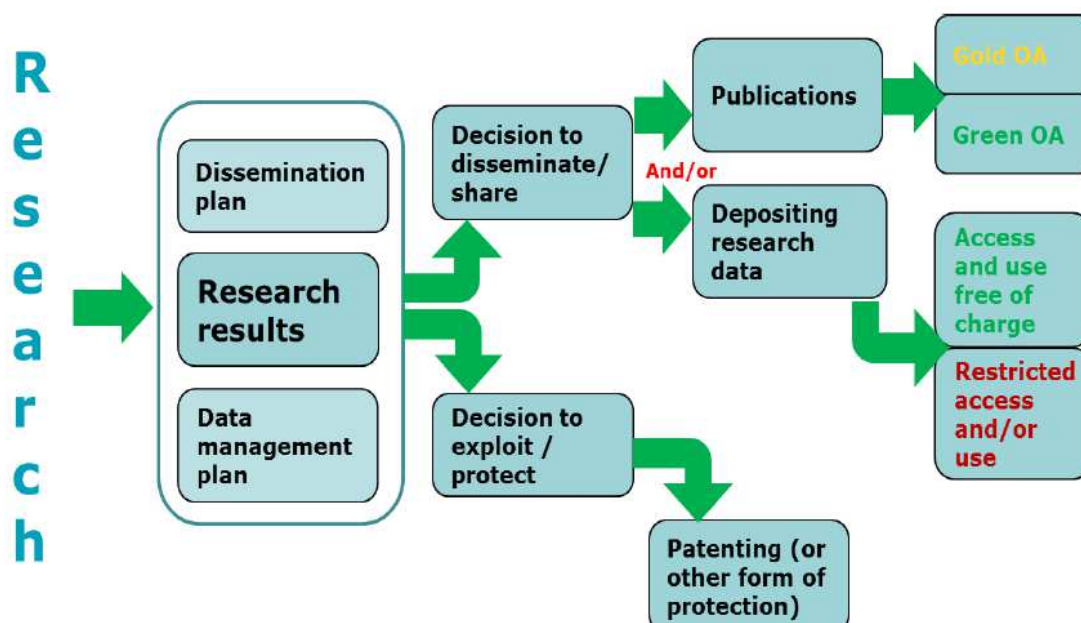 Research
Dissemination
plan
Research
results
Data
management
plan
Decision to
disseminate/
share
And/or
Decision to
exploit /
protect
Publications
Depositing
research
data
Patenting (or
other form of
protection)
Gold OA
Green OA
Access
and use
free of
charge
Restricted
access
and/or
use